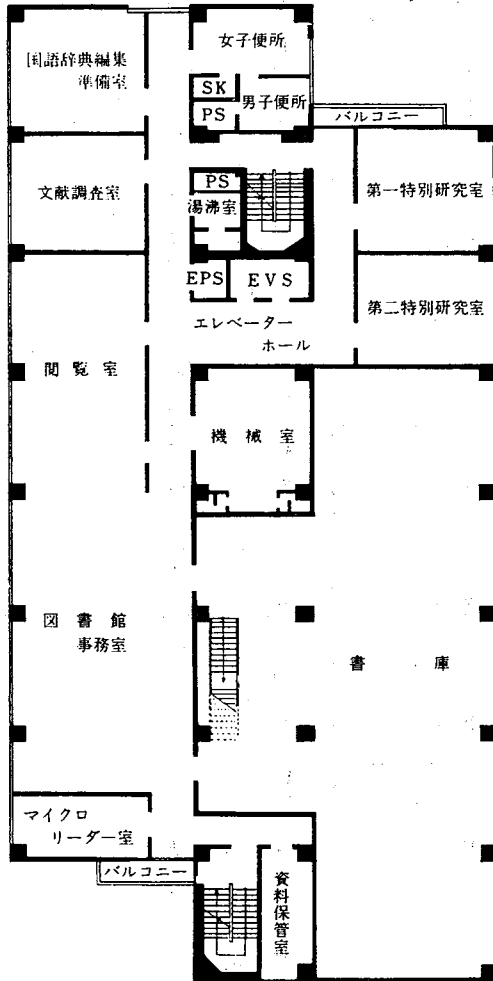 女子便所
国語辞典編集
準備室
SK
男子便所
PS
バルコニー
文献調査室
PS
湯沸室
第一特別研究室
EPS
EVS
エレベーター
ホール
第二特別研究室
閲覧室
機械室
図書館
事務室
書庫
マイクロ
リーダー室
バルコニー
資料保管室